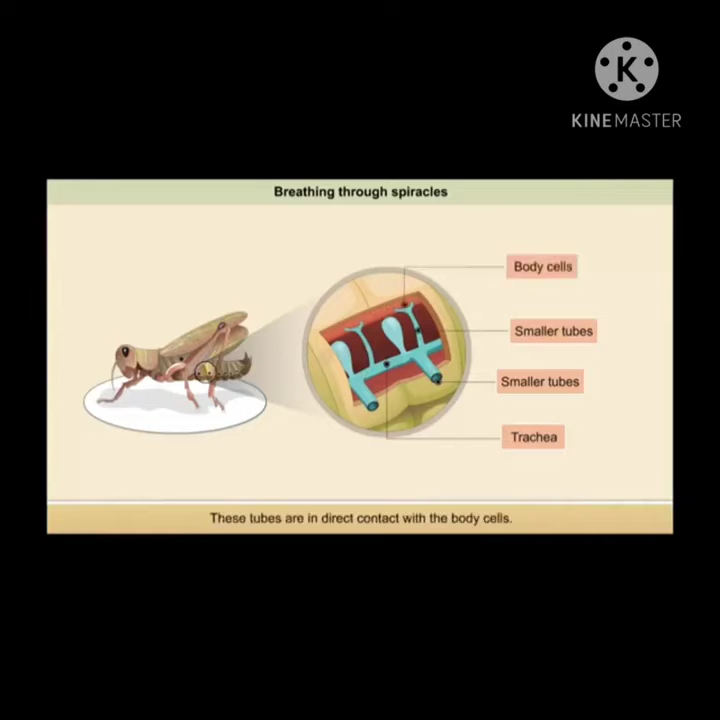 KINEMASTER
Breathing through spiracles
Body cells
Smaller tubes
Smaller tubes
Trachea
These tubes are in direct contact with the body cells.